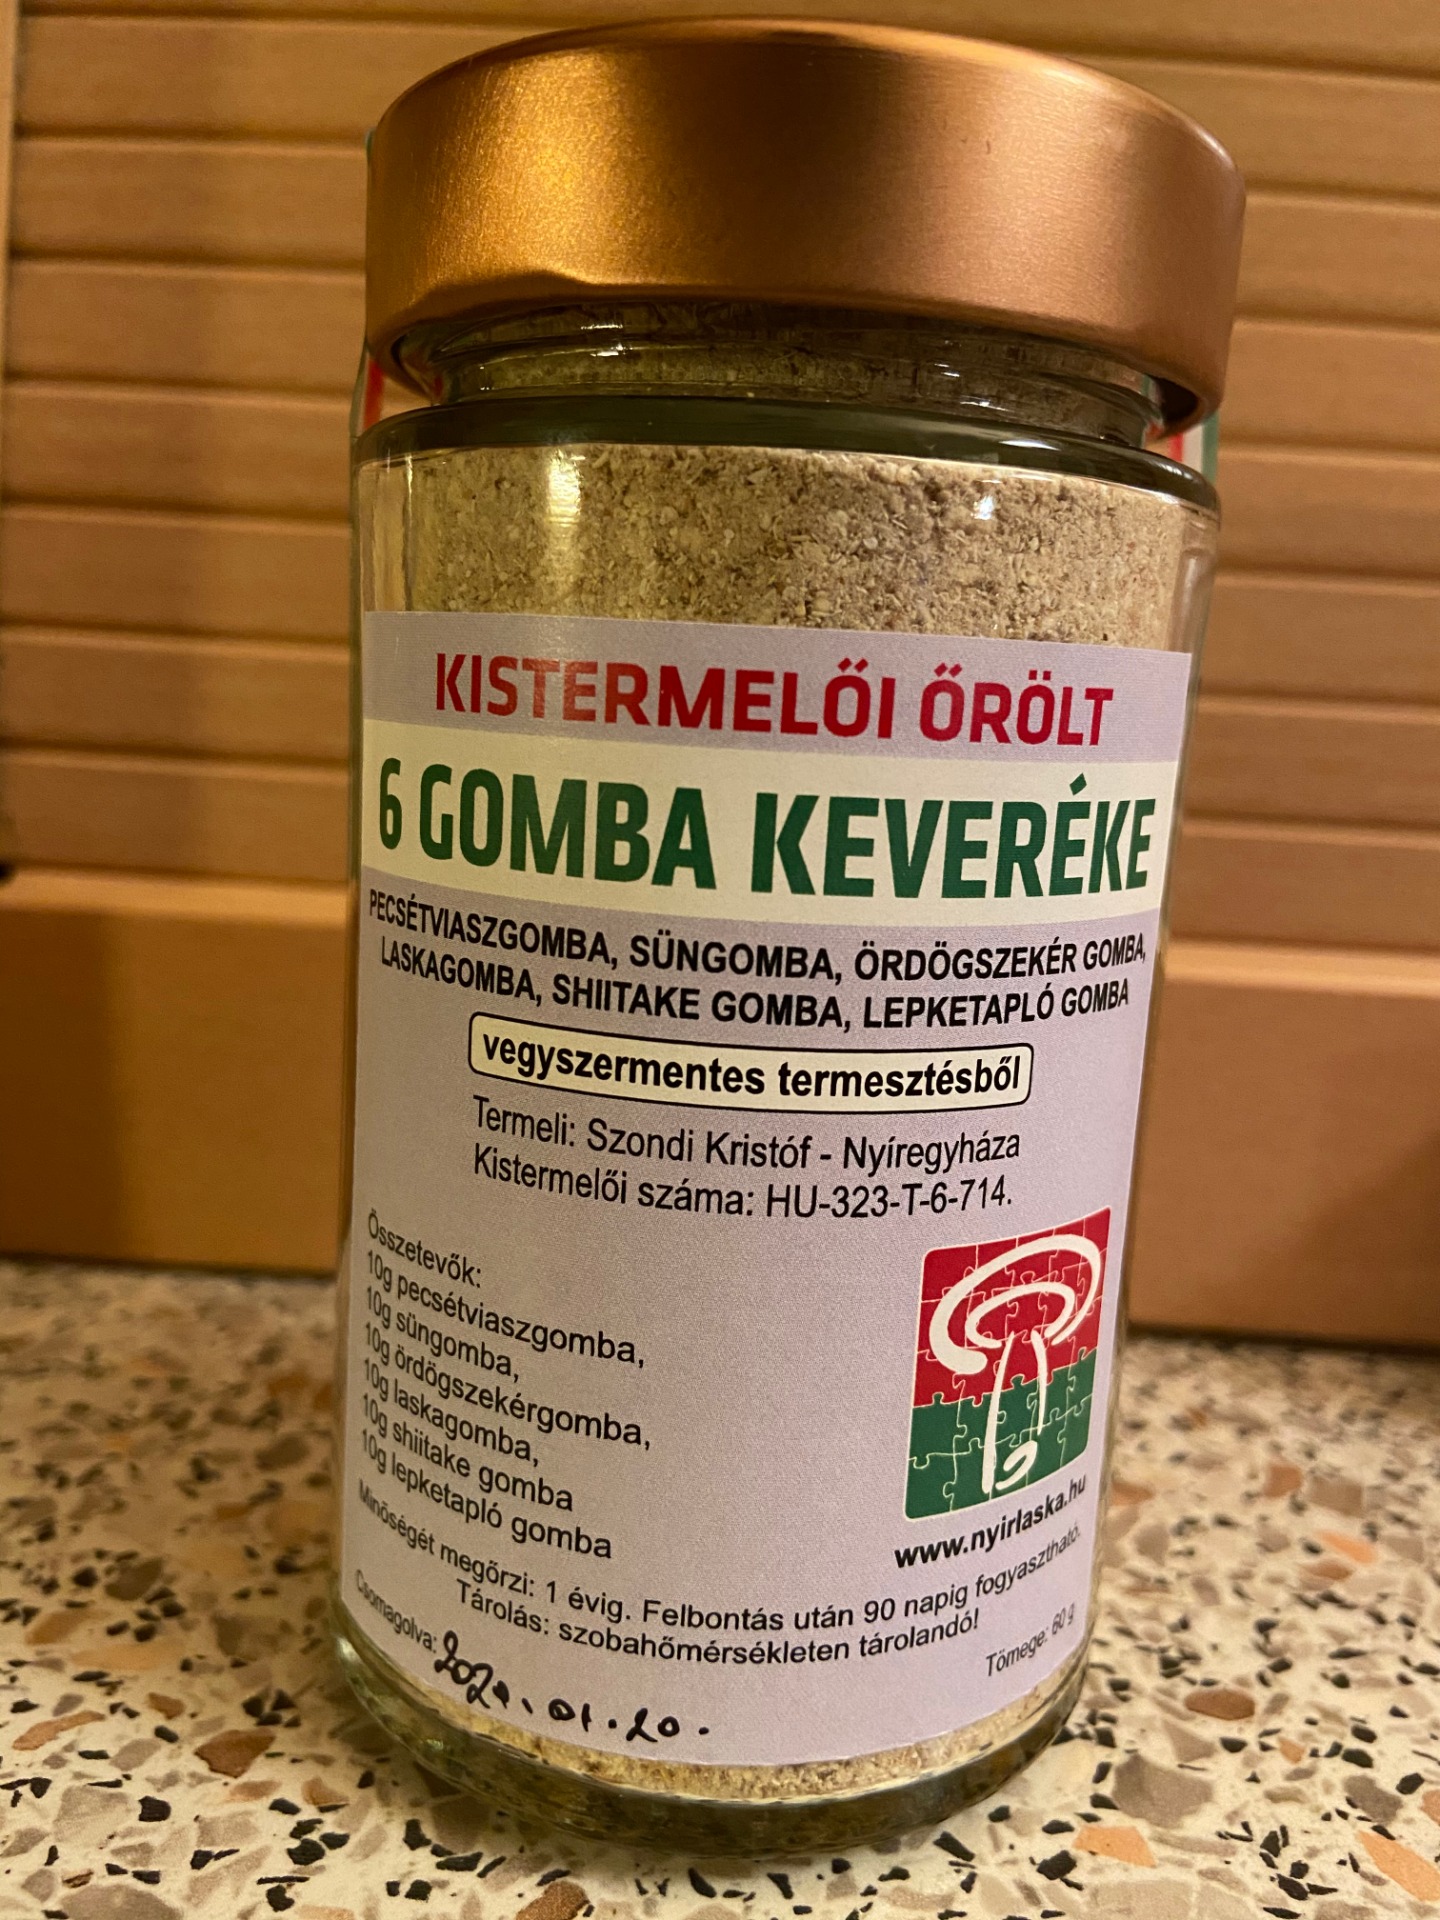 KISTERMELŐI ŐRÖLT
6 GOMBA KEVERÉKE
PECSÉTVIASZGOMBA, SÜNGOMBA, ÖRDÖGSZEKÉR GOMBA,
LASKAGOMBA, SHIITAKE GOMBA, LEPKETAPLÓ GOMBA
vegyszermentes termesztésből
Termeli: Szondi Kristóf - Nyíregyháza
Kistermelői száma: HU-323-T-6-714.
Összetevők:
10g pecsétviaszgomba,
10g süngomba,
10g ördögszekérgomba,
10g laskagomba,
10g shiitake gomba
10g lepketapló gomba
www.nyirlaska.hu
Minőségét megőrzi: 1 évig. Felbontás után 90 napig fogyasztható.
Tárolás: szobahőmérsékleten tárolandó!
Csomagolva: 01.20.
Tömege: 60 g